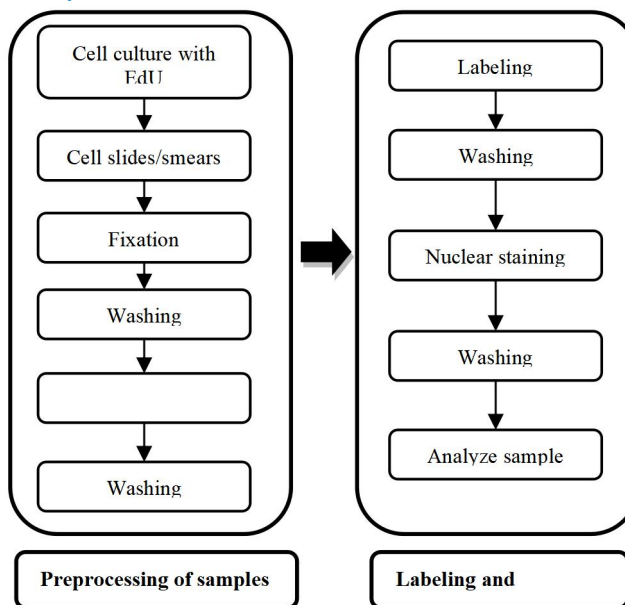 Cell culture with
EdU
Cell slides/smears
Fixation
Washing
Washing
Preprocessing of samples
Labeling
Washing
Nuclear staining
Washing
Analyze sample
Labeling and